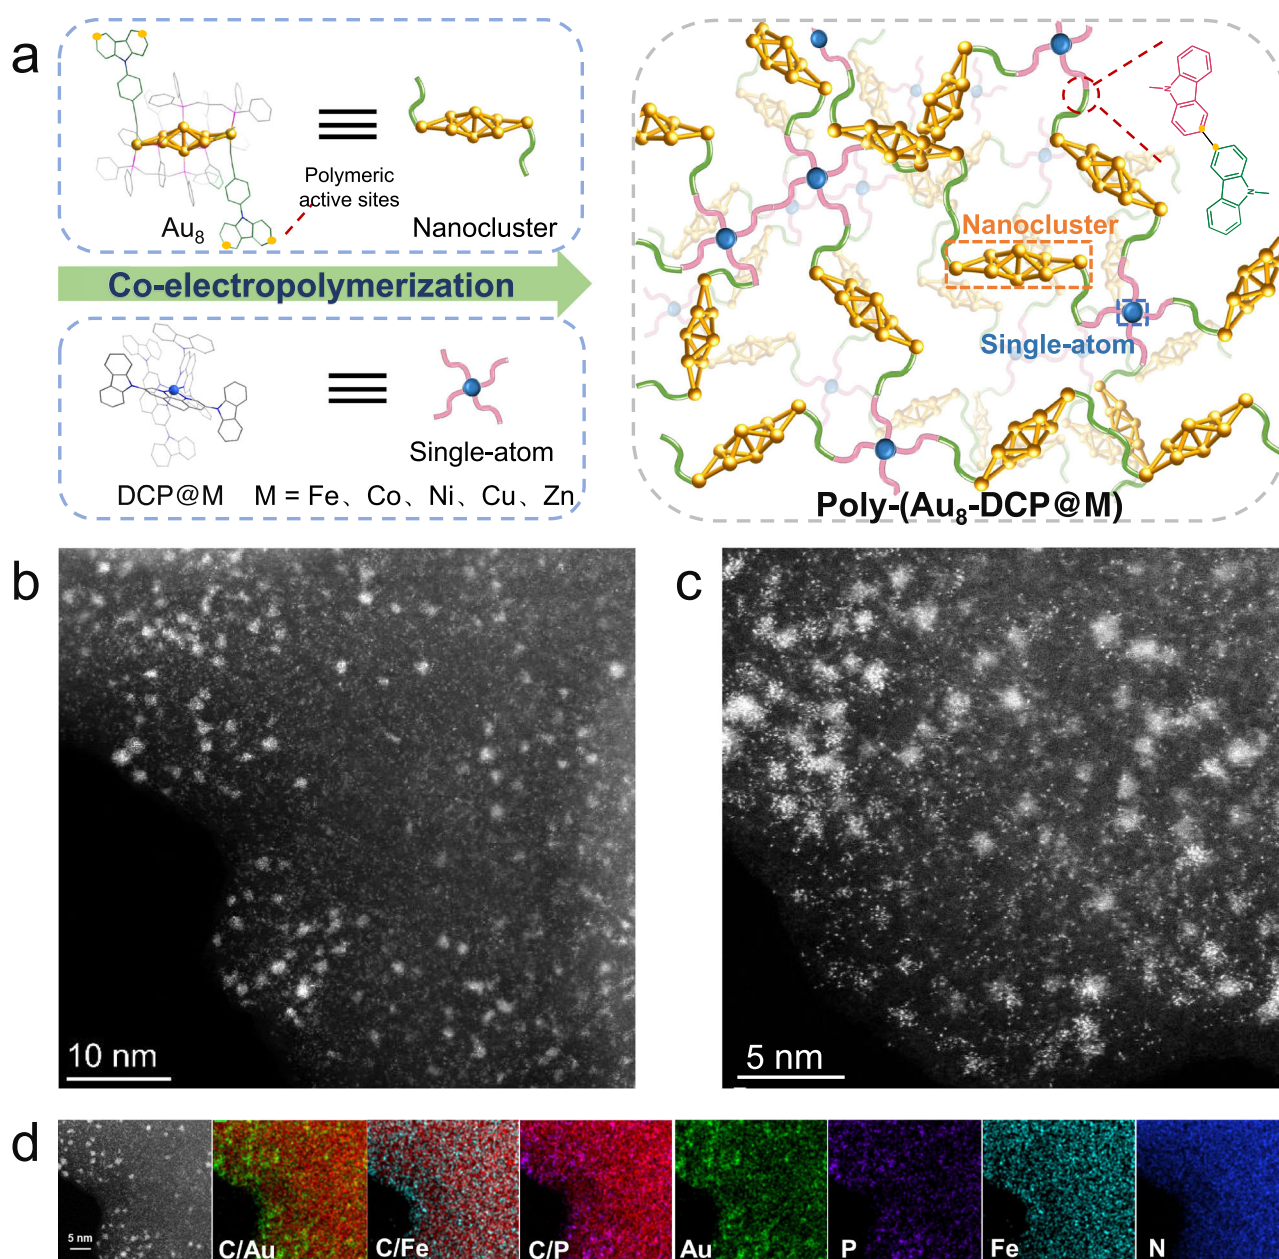 a
Au8
Polymeric
active sites
Nanocluster
Co-electropolymerization
DCP@M
M = Fe、Co、Ni、Cu、Zn
Single-atom
Nanocluster
Single-atom
N
N
Poly-(Au8-DCP@M)
b
10 nm
c
5 nm
d
5 nm
C/Au
C/Fe
C/P
Au
P
Fe
N